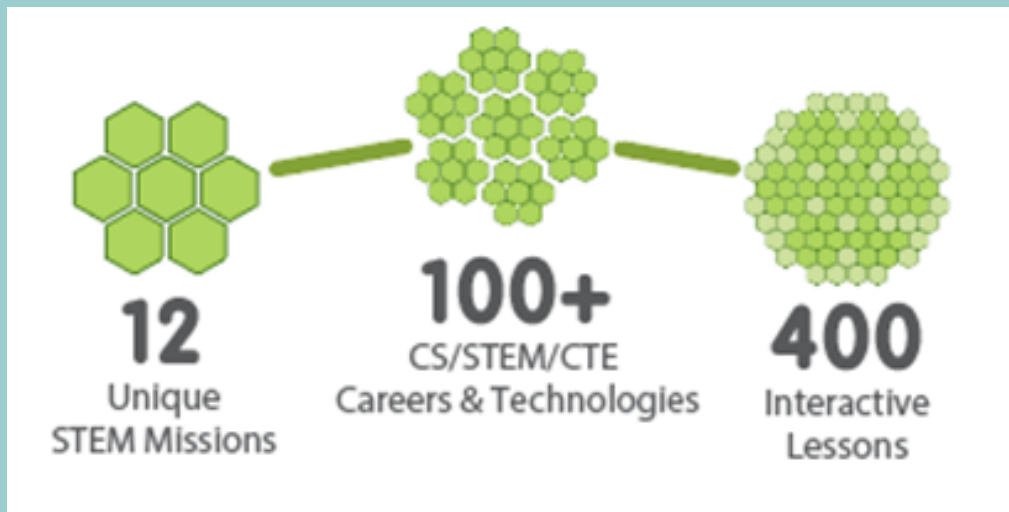 12
Unique
STEM Missions
100+
CS/STEM/CTE
Careers & Technologies
400
Interactive
Lessons